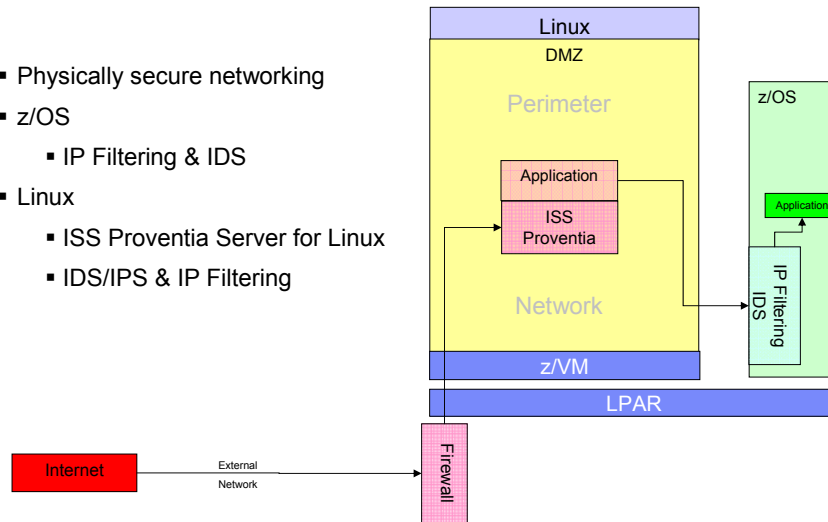 ▪ Physically secure networking
▪ z/OS
▪ IP Filtering & IDS
▪ Linux
▪ ISS Proventia Server for Linux
▪ IDS/IPS & IP Filtering
Linux
DMZ
Perimeter
Application
ISS
Proventia
Network
z/VM
LPAR
z/OS
Application
IP Filtering
IDS
Internet
External
Network
Firewall